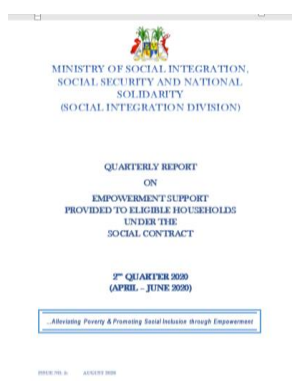 MINISTRY OF SOCIAL INTEGRATION,
SOCIAL SECURITY AND NATIONAL
SOLIDARITY
(SOCIAL INTEGRATION DIVISION)
QUARTERLY REPORT
ON
EMPOWERMENT SUPPORT
PROVIDED TO ELIGIBLE HOUSEHOLDS
UNDER THE
SOCIAL CONTRACT
2ND QUARTER 2020
(APRIL – JUNE 2020)
...Alleviating Poverty & Promoting Social Inclusion through Empowerment
ISSUE NO. AUGUST 2020